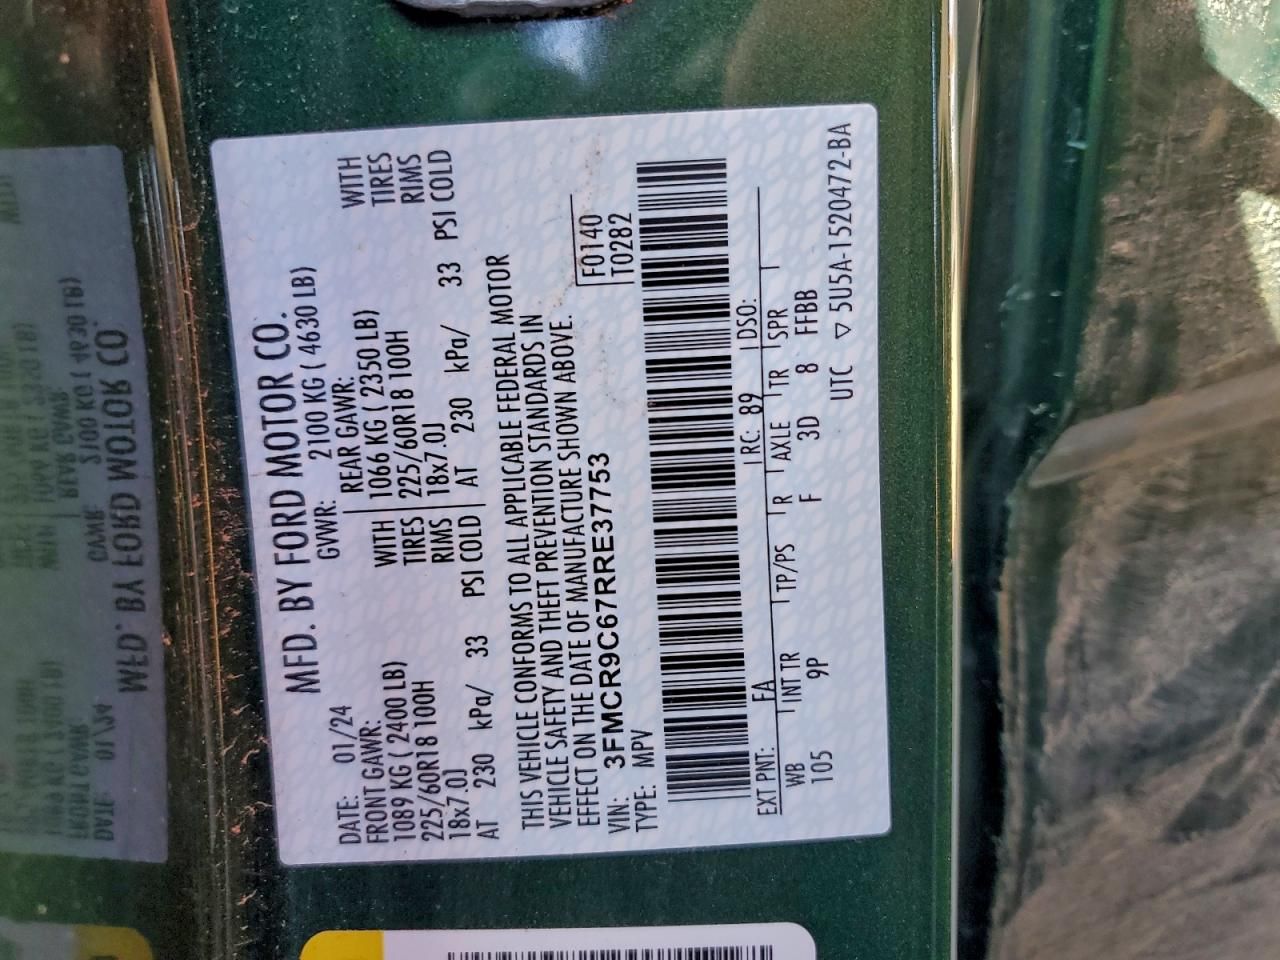 MFD. BY FORD MOTOR CO.
DATE: 01/24 GVWR: 2100 KG ( 4630 LB)
FRONT GAWR: REAR GAWR:
1089 KG ( 2400 LB) WITH 1066 KG ( 2350 LB) WITH
225/60R18 100H TIRES 225/60R18 100H TIRES
18x7.0J RIMS 18x7.0J RIMS
AT 230 kPa/ 33 PSI COLD AT 230 kPa/ 33 PSI COLD
THIS VEHICLE CONFORMS TO ALL APPLICABLE FEDERAL MOTOR
VEHICLE SAFETY AND THEFT PREVENTION STANDARDS IN
EFFECT ON THE DATE OF MANUFACTURE SHOWN ABOVE.
VIN: 3FMCR9C67RRE37753 F0140
TYPE: MPV T0282
EXT PNT: FA RC: 89 DSO:
WB INT TR TP/PS R AXLE TR SPR
105 9P F 3D 8 FFBB
UTC ▽ 5U5A-1520472-BA